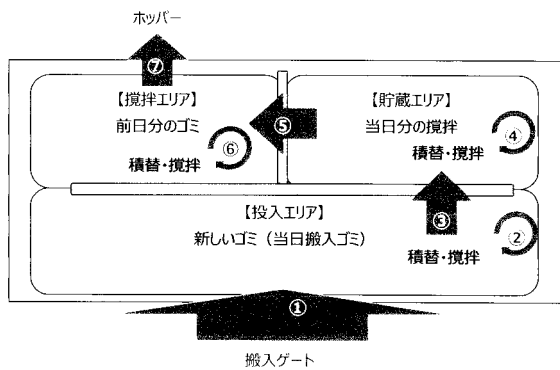 ホッパー
⑦
【撹拌エリア】
前日分のゴミ
⑥
積替・撹拌
⑤
【貯蔵エリア】
当日分の撹拌
④
積替・撹拌
③
【投入エリア】
新しいゴミ（当日搬入ゴミ）
②
積替・撹拌
①
搬入ゲート